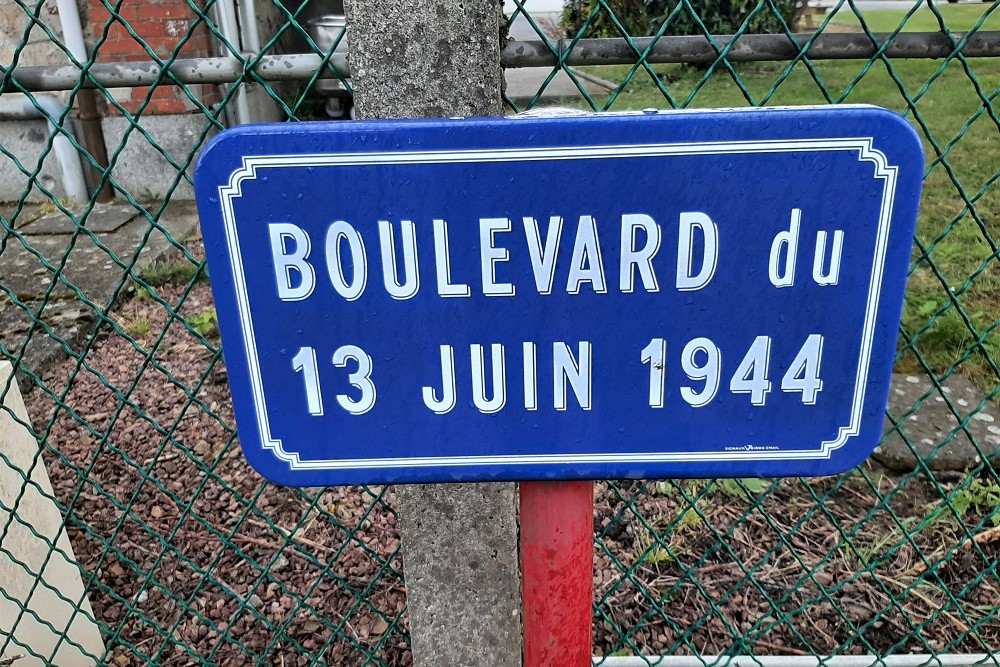 BOULEVARD du
13 JUIN 1944